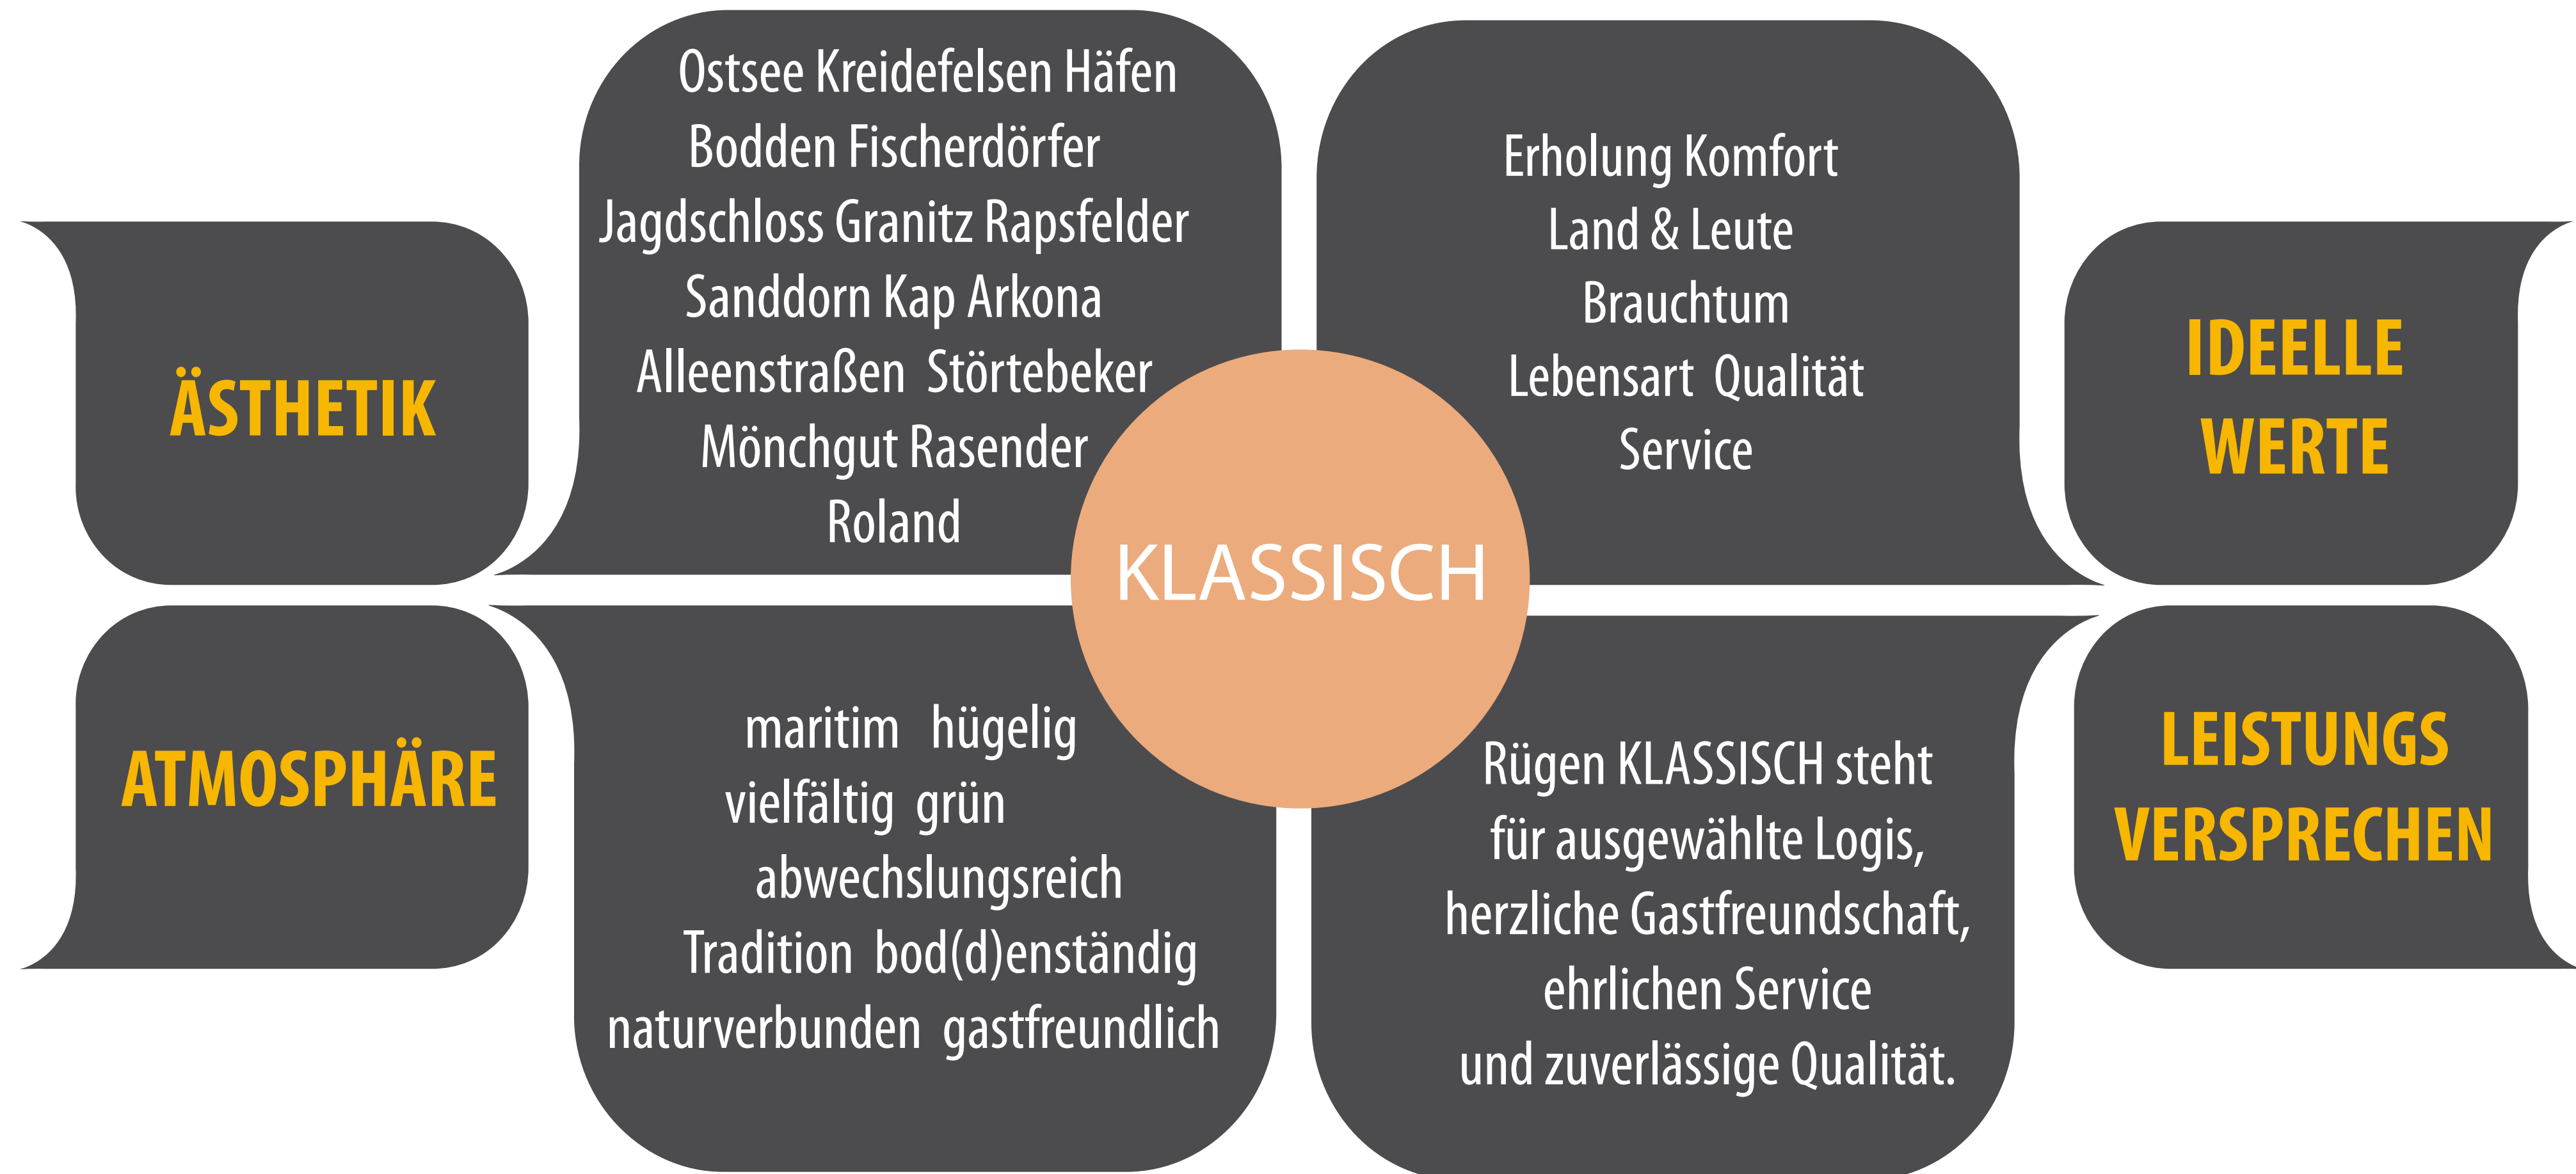 ÄSTHETIK
Ostsee Kreidefelsen Häfen
Bodden Fischerdörfer
Jagdschloss Granitz Rapsfelder
Sanddorn Kap Arkona
Alleenstraßen Störtebeker
Mönchgut Rasender
Roland
Erholung Komfort
Land & Leute
Brauchtum
Lebensart Qualität
Service
IDEELLE
WERTE
KLASSISCH
ATMOSPHÄRE
maritim hügelig
vielfältig grün
abwechslungsreich
Tradition bod(d)enständig
naturverbunden gastfreundlich
Rügen KLASSISCH steht
für ausgewählte Logis,
herzliche Gastfreundschaft,
ehrlichen Service
und zuverlässige Qualität.
LEISTUNGS
VERSPRECHEN